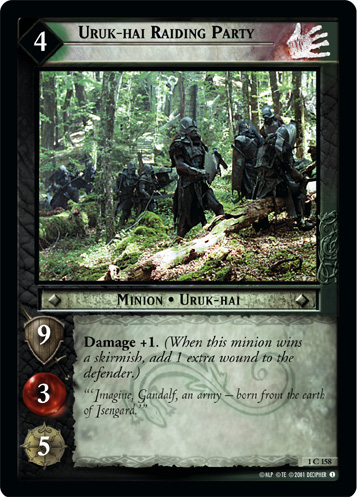 4
URUK-HAI RAIDING PARTY
MINION • URUK-HAI
9
3
5
Damage +1. (When this minion wins
a skirmish, add 1 extra wound to the
defender.)
"'Imagine, Gandalf, an army — born from the earth
of Isengard.'"
1 C 158
©NLP ™©TE ©2001 DECIPHER